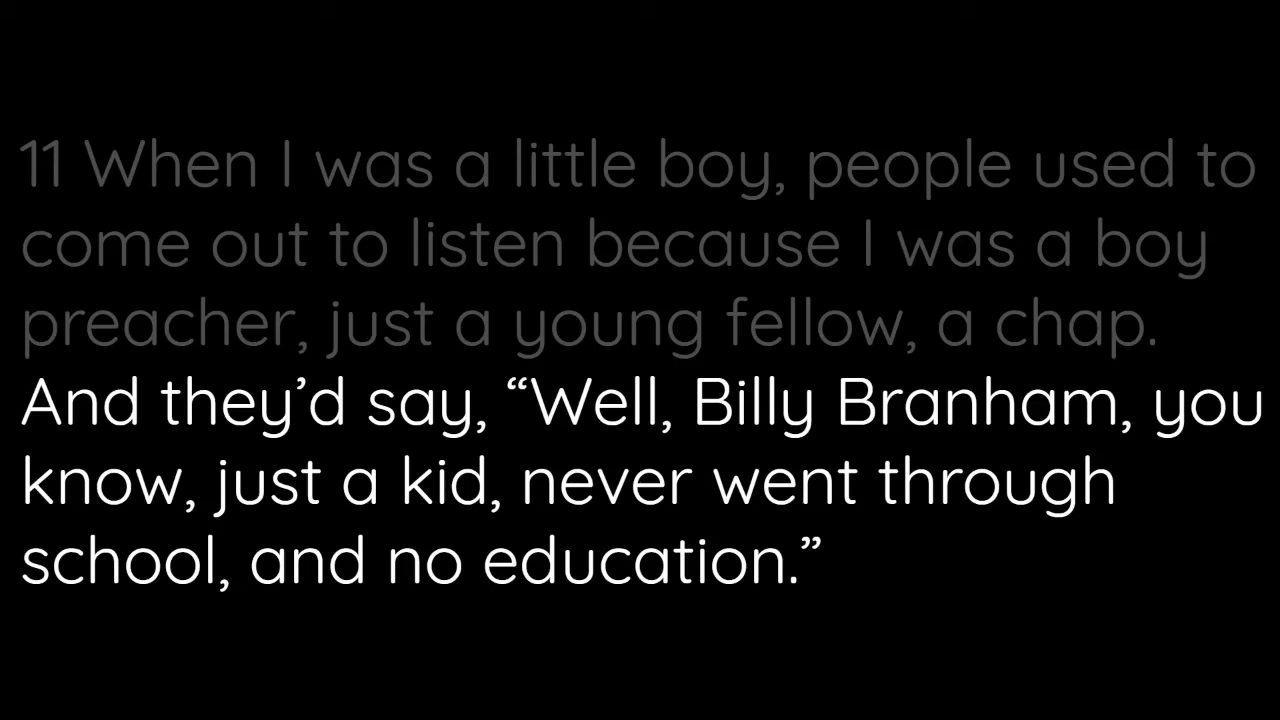 11 When I was a little boy, people used to
come out to listen because I was a boy
preacher, just a young fellow, a chap.
And they’d say, “Well, Billy Branham, you
know, just a kid, never went through
school, and no education.”